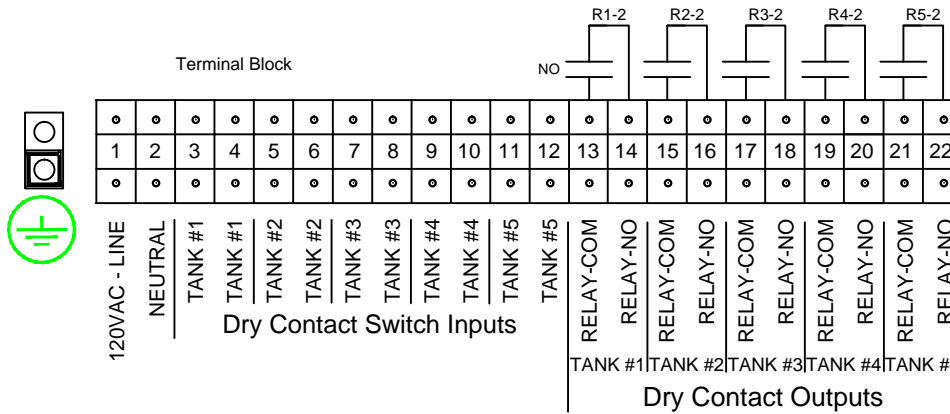 R1-2 R2-2 R3-2 R4-2 R5-2
Terminal Block
NO
1 2 3 4 5 6 7 8 9 10 11 12 13 14 15 16 17 18 19 20 21 22
120VAC - LINE
NEUTRAL
TANK #1
TANK #1
TANK #2
TANK #2
TANK #3
TANK #3
TANK #4
TANK #4
TANK #5
TANK #5
RELAY-COM
RELAY-NO
RELAY-COM
RELAY-NO
RELAY-COM
RELAY-NO
RELAY-COM
RELAY-NO
RELAY-COM
RELAY-NO
Dry Contact Switch Inputs
TANK #1 TANK #2 TANK #3 TANK #4 TANK #
Dry Contact Outputs